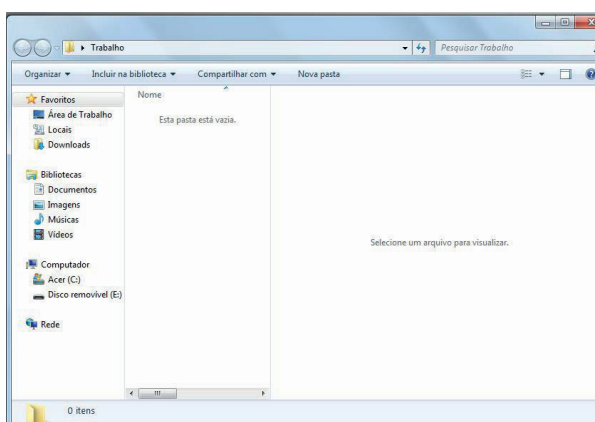 Trabalho
Pesquisar Trabalho
Organizar
Incluir na biblioteca
Compartilhar com
Nova pasta
Favoritos
Área de Trabalho
Locais
Downloads
Bibliotecas
Documentos
Imagens
Músicas
Vídeos
Computador
Acer (C:)
Disco removível (E:)
Rede
Nome
Esta pasta está vazia.
Selecione um arquivo para visualizar.
0 itens